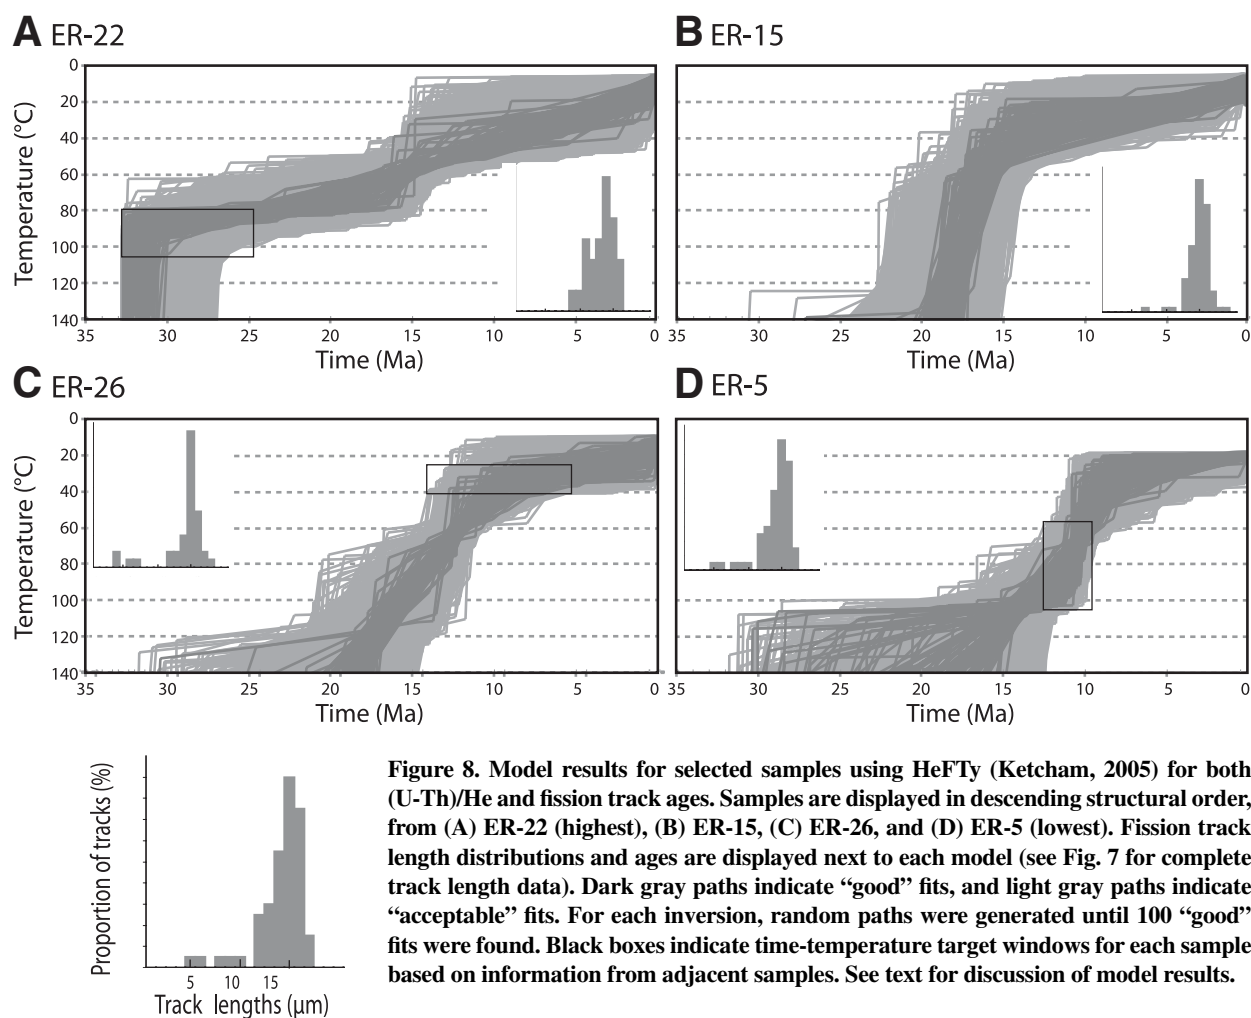 A ER-22
B ER-15
0
20
40
60
80
100
120
140
Temperature (°C)
35 30 25 20 15 10 5 0
Time (Ma)
35 30 25 20 15 10 5 0
Time (Ma)
C ER-26
D ER-5
0
20
40
60
80
100
120
140
Temperature (°C)
35 30 25 20 15 10 5 0
Time (Ma)
35 30 25 20 15 10 5 0
Time (Ma)
Proportion of tracks (%)
5 10 15
Track lengths (μm)
Figure 8. Model results for selected samples using HeFTy (Ketcham, 2005) for both
(U-Th)/He and fission track ages. Samples are displayed in descending structural order,
from (A) ER-22 (highest), (B) ER-15, (C) ER-26, and (D) ER-5 (lowest). Fission track
length distributions and ages are displayed next to each model (see Fig. 7 for complete
track length data). Dark gray paths indicate “good” fits, and light gray paths indicate
“acceptable” fits. For each inversion, random paths were generated until 100 “good”
fits were found. Black boxes indicate time-temperature target windows for each sample
based on information from adjacent samples. See text for discussion of model results.